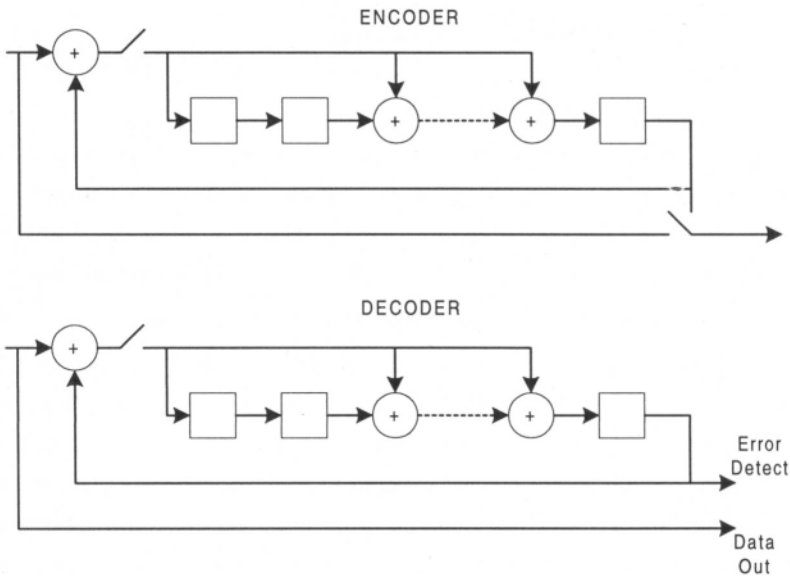 ENCODER
+
+
+
DECODER
+
+
+
Error
Detect
Data
Out